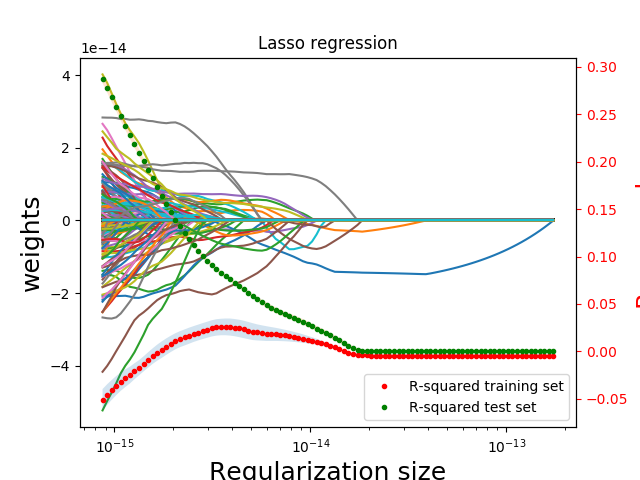 Lasso regression
1e−14
4
2
0
−2
−4
weights
0.30
0.25
0.20
0.15
0.10
0.05
0.00
−0.05
10⁻¹⁵
10⁻¹⁴
10⁻¹³
Regularization size
R-squared training set
R-squared test set